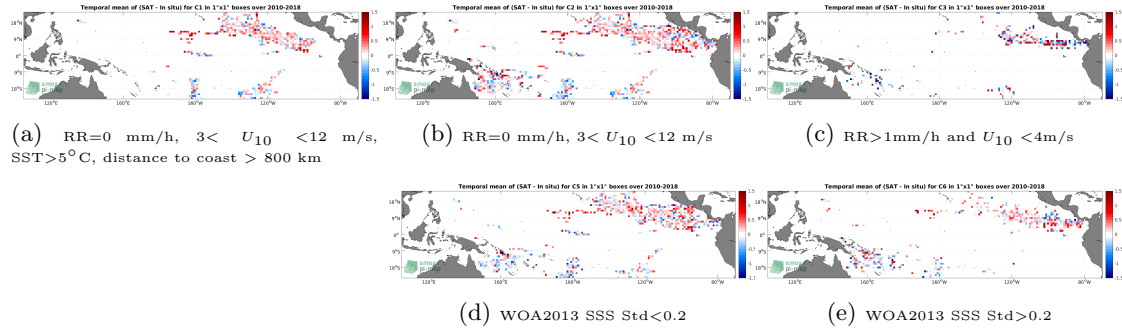 Temporal mean of (SAT - In situ) for C1 in 1°x1° boxes over 2010-2018
Temporal mean of (SAT - In situ) for C2 in 1°x1° boxes over 2010-2018
Temporal mean of (SAT - In situ) for C3 in 1°x1° boxes over 2010-2018
(a) RR=0 mm/h, 3< U10 <12 m/s,
SST>5°C, distance to coast > 800 km
(b) RR=0 mm/h, 3< U10 <12 m/s
(c) RR>1mm/h and U10 <4m/s
Temporal mean of (SAT - In situ) for C5 in 1°x1° boxes over 2010-2018
Temporal mean of (SAT - In situ) for C6 in 1°x1° boxes over 2010-2018
(d) WOA2013 SSS Std<0.2
(e) WOA2013 SSS Std>0.2